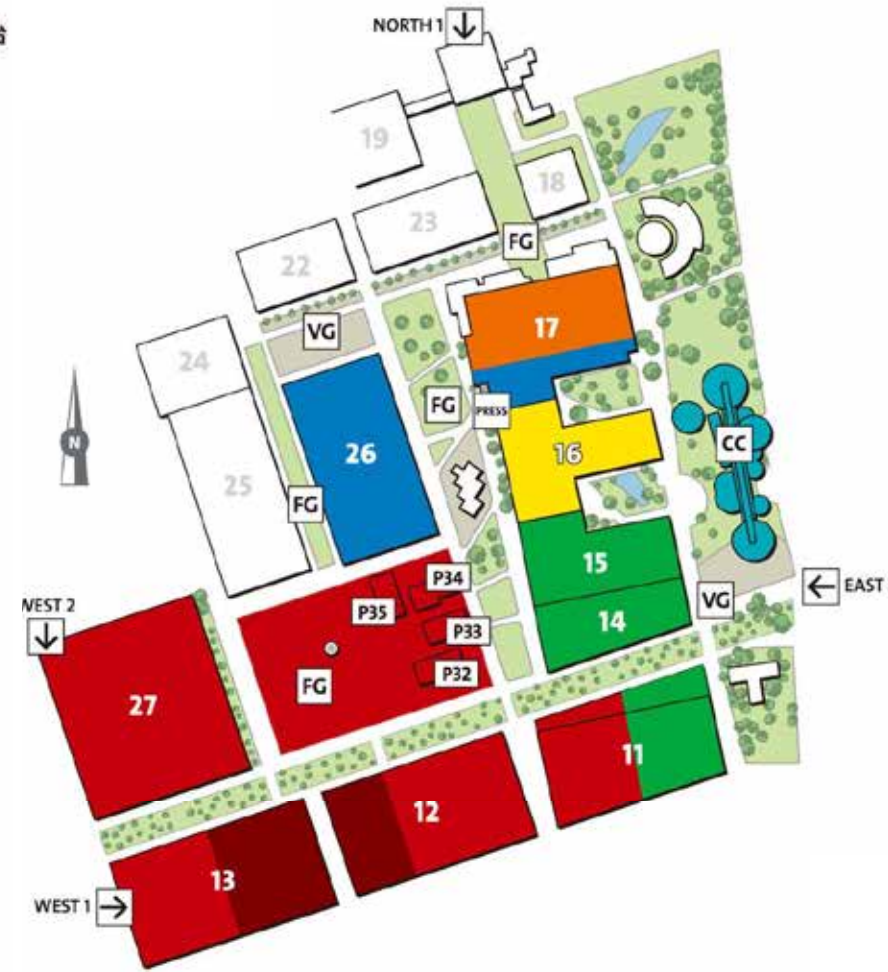 NORTH 1
19
18
23
FG
22
17
VG
24
FG
PRESS
26
16
CC
25
FG
15
P34
EAST
P35
VG
WEST 2
P33
14
P32
FG
27
11
12
13
WEST 1
N